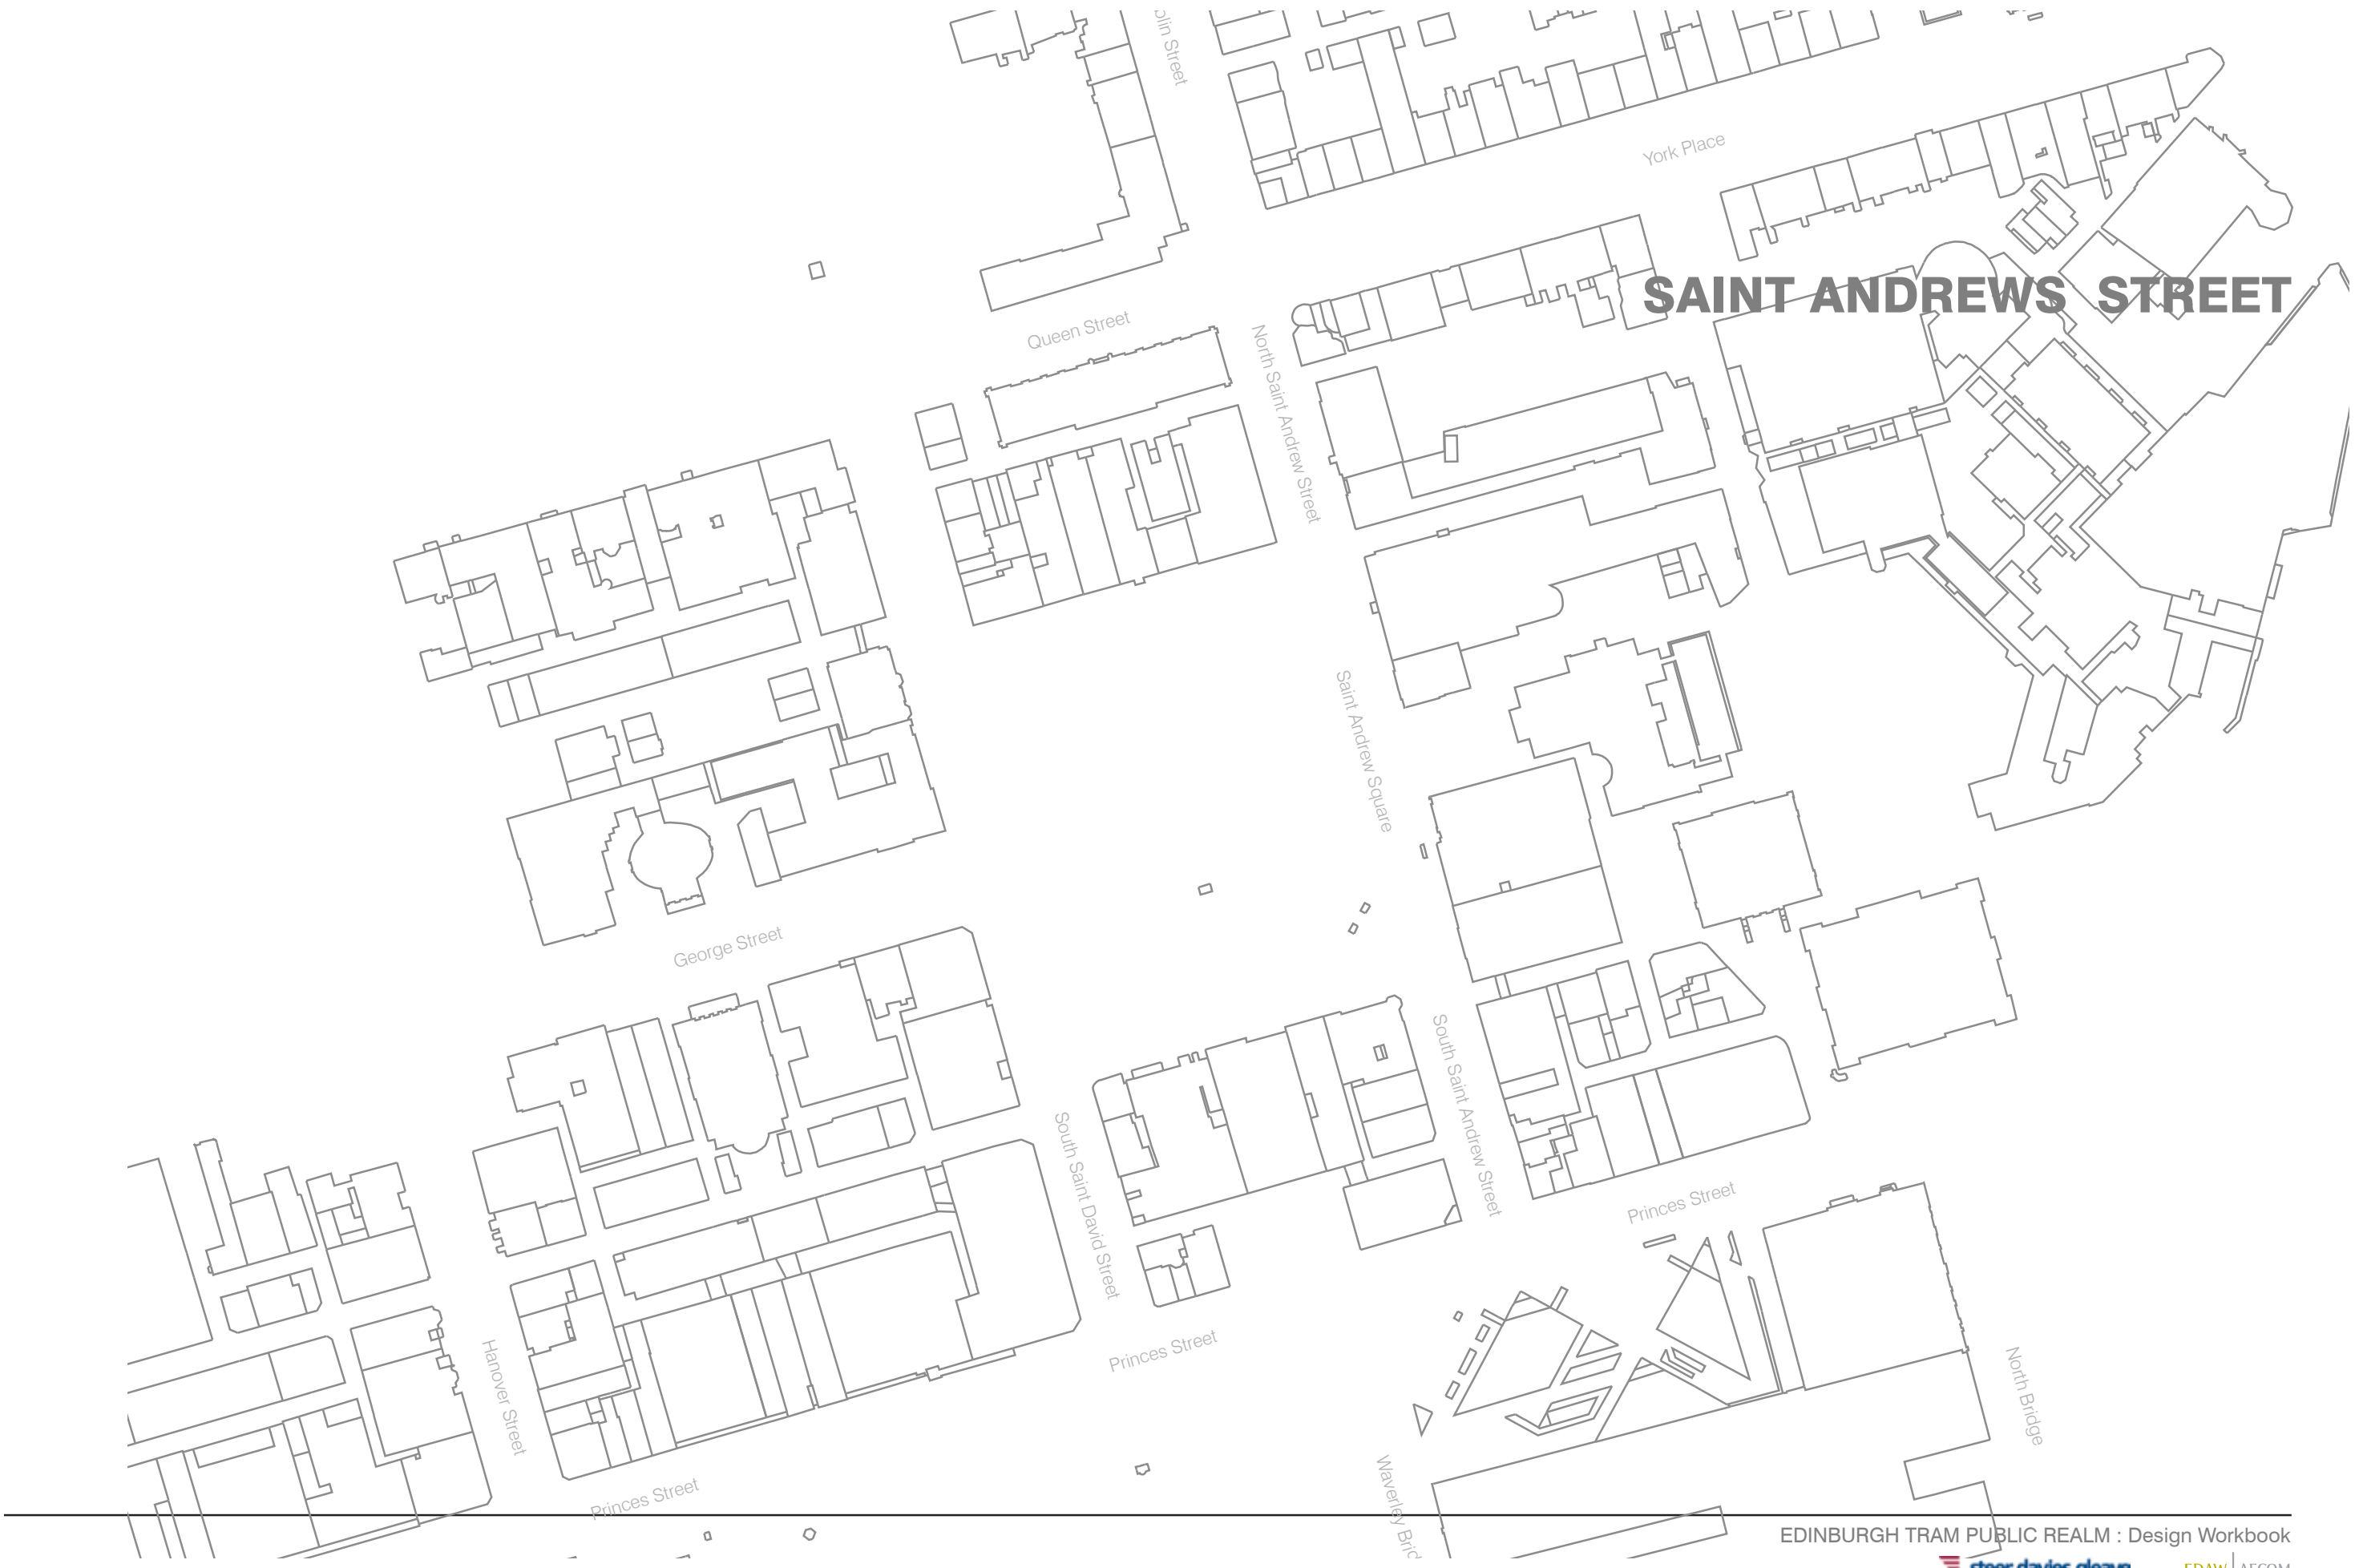 York Place
SAINT ANDREWS STREET
Queen Street
North Saint Andrew Street
Saint Andrew Square
George Street
South Saint Andrew Street
South Saint David Street
Princes Street
Princes Street
Hanover Street
North Bridge
Princes Street
Waverley
EDINBURGH TRAM PUBLIC REALM : Design Workbook